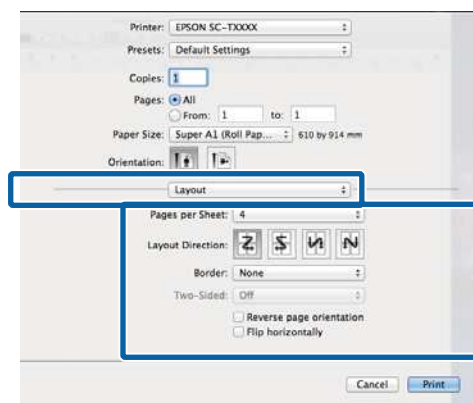 Printer: EPSON SC-TXXXX
Presets: Default Settings
Copies: 1
Pages: All
From: 1 to: 1
Paper Size: Super A1 (Roll Pap... 610 by 914 mm
Orientation:
Layout
Pages per Sheet: 4
Layout Direction:
Border: None
Two-Sided: Off
Reverse page orientation
Flip horizontally
Cancel Print